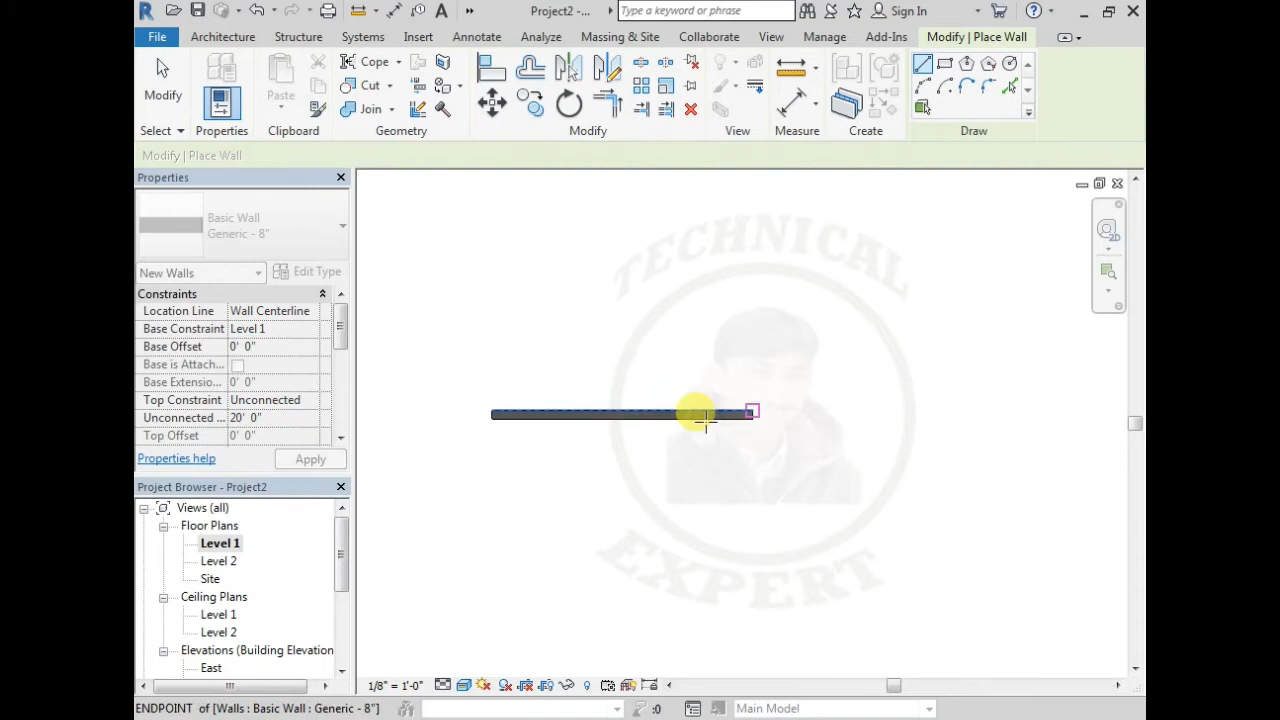 Project2 -...
Type a keyword or phrase
Sign In
File
Architecture
Structure
Systems
Insert
Annotate
Analyze
Massing & Site
Collaborate
View
Manage
Add-Ins
Modify | Place Wall
Modify
Paste
Cope
Cut
Join
Select
Properties
Clipboard
Geometry
Modify
View
Measure
Create
Draw
Modify | Place Wall
Properties
Basic Wall
Generic - 8"
New Walls
Edit Type
Constraints
Location Line Wall Centerline
Base Constraint Level 1
Base Offset 0' 0"
Base is Attach...
Base Extensio... 0' 0"
Top Constraint Unconnected
Unconnected ... 20' 0"
Top Offset 0' 0"
Properties help
Apply
Project Browser - Project2
Views (all)
Floor Plans
Level 1
Level 2
Site
Ceiling Plans
Level 1
Level 2
Elevations (Building Elevation
East
TECHNICAL
EXPERT
2D
1/8" = 1'-0"
ENDPOINT of [Walls : Basic Wall : Generic - 8"]
:0
Main Model